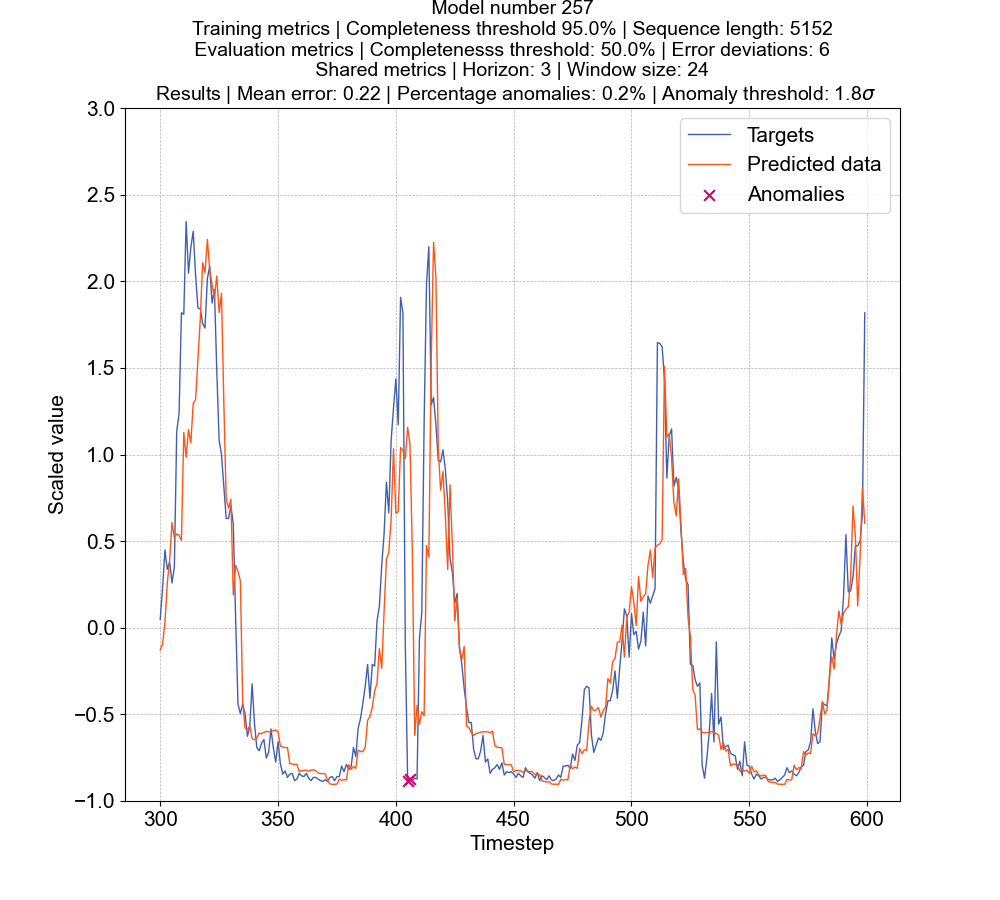 Model number 257
Training metrics | Completeness threshold 95.0% | Sequence length: 5152
Evaluation metrics | Completenesss threshold: 50.0% | Error deviations: 6
Shared metrics | Horizon: 3 | Window size: 24
Results | Mean error: 0.22 | Percentage anomalies: 0.2% | Anomaly threshold: 1.8σ
Targets
Predicted data
Anomalies
3.0
2.5
2.0
1.5
1.0
0.5
0.0
−0.5
−1.0
Scaled value
300 350 400 450 500 550 600
Timestep